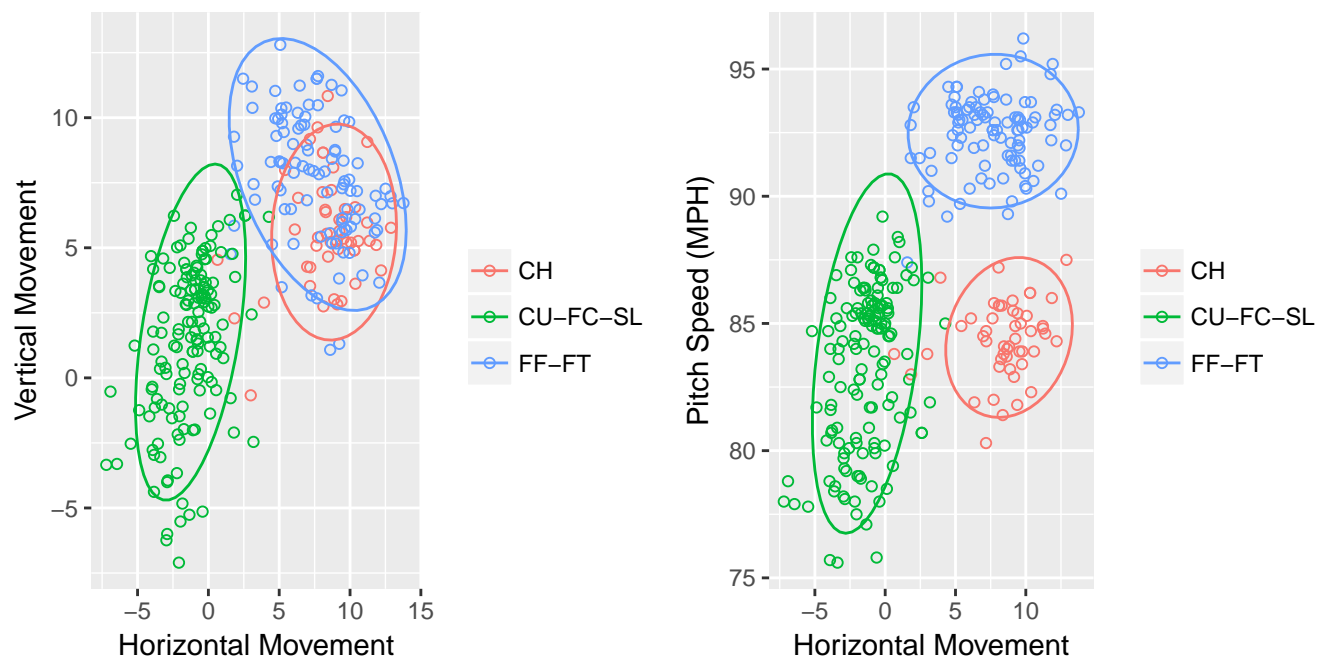 Vertical Movement
10
5
0
−5
−5 0 5 10 15
Horizontal Movement
CH
CU−FC−SL
FF−FT
Pitch Speed (MPH)
95
90
85
80
75
−5 0 5 10
Horizontal Movement
CH
CU−FC−SL
FF−FT